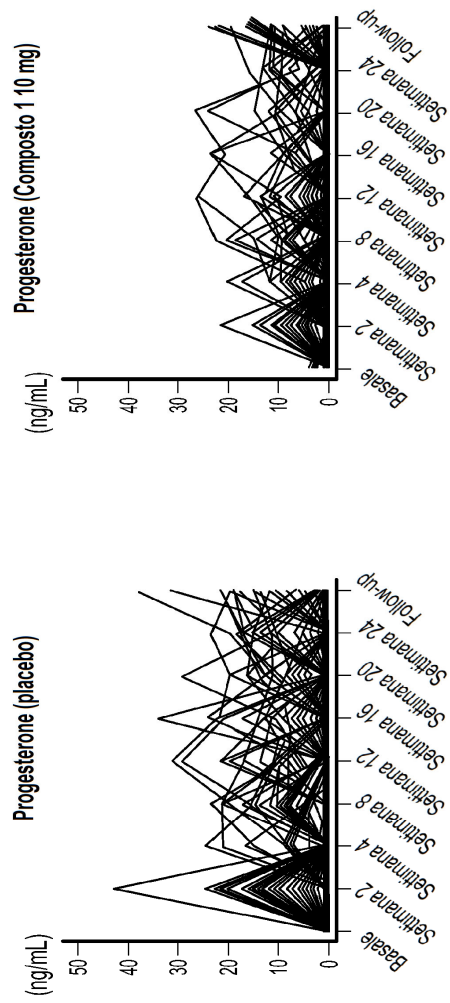 Progesterone (placebo)
(ng/mL)
50
40
30
20
10
0
Basale
Settimana 2
Settimana 4
Settimana 8
Settimana 12
Settimana 16
Settimana 20
Settimana 24
Follow-up
Progesterone (Composto 1 10 mg)
(ng/mL)
50
40
30
20
10
0
Basale
Settimana 2
Settimana 4
Settimana 8
Settimana 12
Settimana 16
Settimana 20
Settimana 24
Follow-up